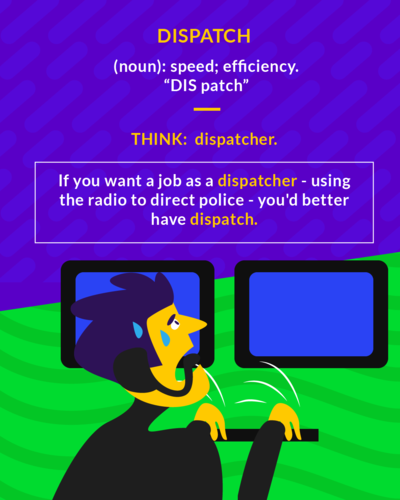 DISPATCH
(noun): speed; efficiency.
“DIS patch”
THINK: dispatcher.
If you want a job as a dispatcher - using
the radio to direct police - you'd better
have dispatch.